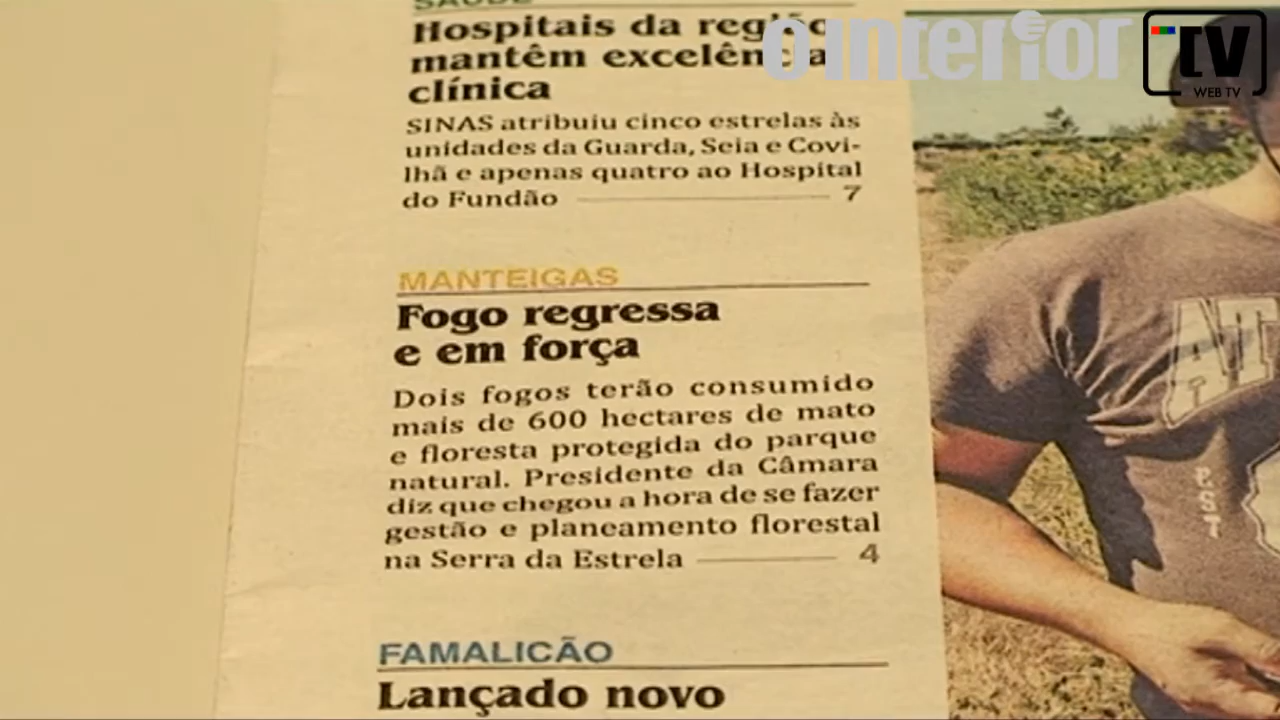 SAÚDE
Hospitais da região
mantêm excelência
clínica
SINAS atribuiu cinco estrelas às
unidades da Guarda, Seia e Covi-
lhã e apenas quatro ao Hospital
do Fundão 7
MANTEIGAS
Fogo regressa
e em força
Dois fogos terão consumido
mais de 600 hectares de mato
e floresta protegida do parque
natural. Presidente da Câmara
diz que chegou a hora de se fazer
gestão e planeamento florestal
na Serra da Estrela 4
FAMALICÃO
Lançado novo
O INTERIOR
TV
WEB TV